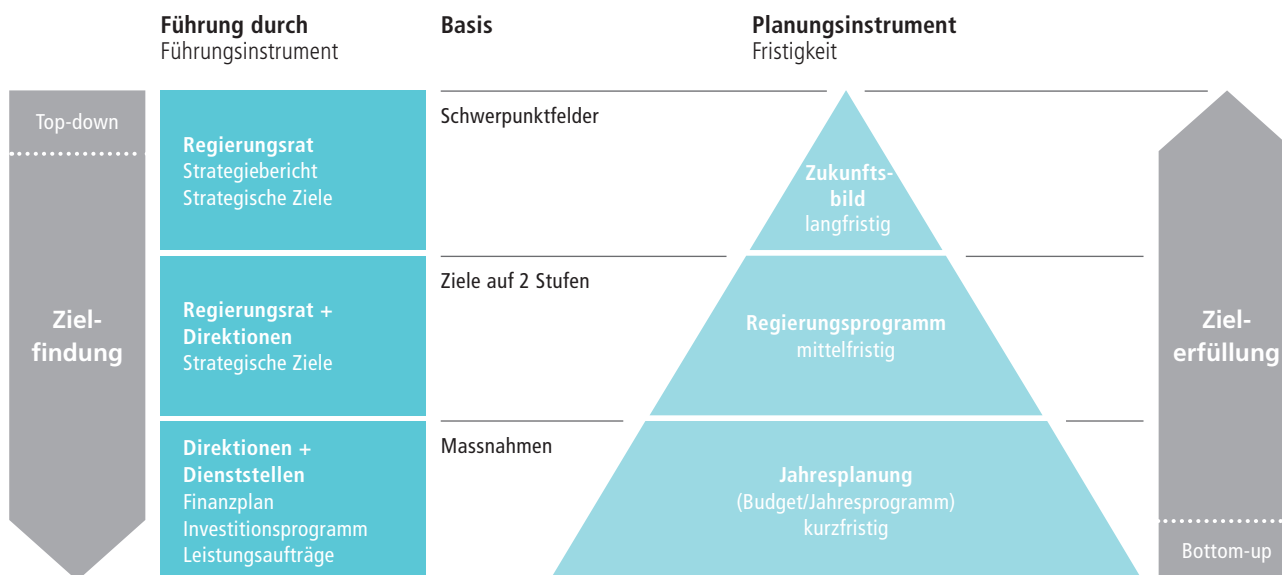 Führung durch
Führungsinstrument
Basis
Planungsinstrument
Fristigkeit
Top-down
Ziel-
findung
Regierungsrat
Strategiebericht
Strategische Ziele
Schwerpunktfelder
Zukunfts-
bild
langfristig
Regierungsrat +
Direktionen
Strategische Ziele
Ziele auf 2 Stufen
Regierungsprogramm
mittelfristig
Direktionen +
Dienststellen
Finanzplan
Investitionsprogramm
Leistungsaufträge
Massnahmen
Jahresplanung
(Budget/Jahresprogramm)
kurzfristig
Ziel-
erfüllung
Bottom-up